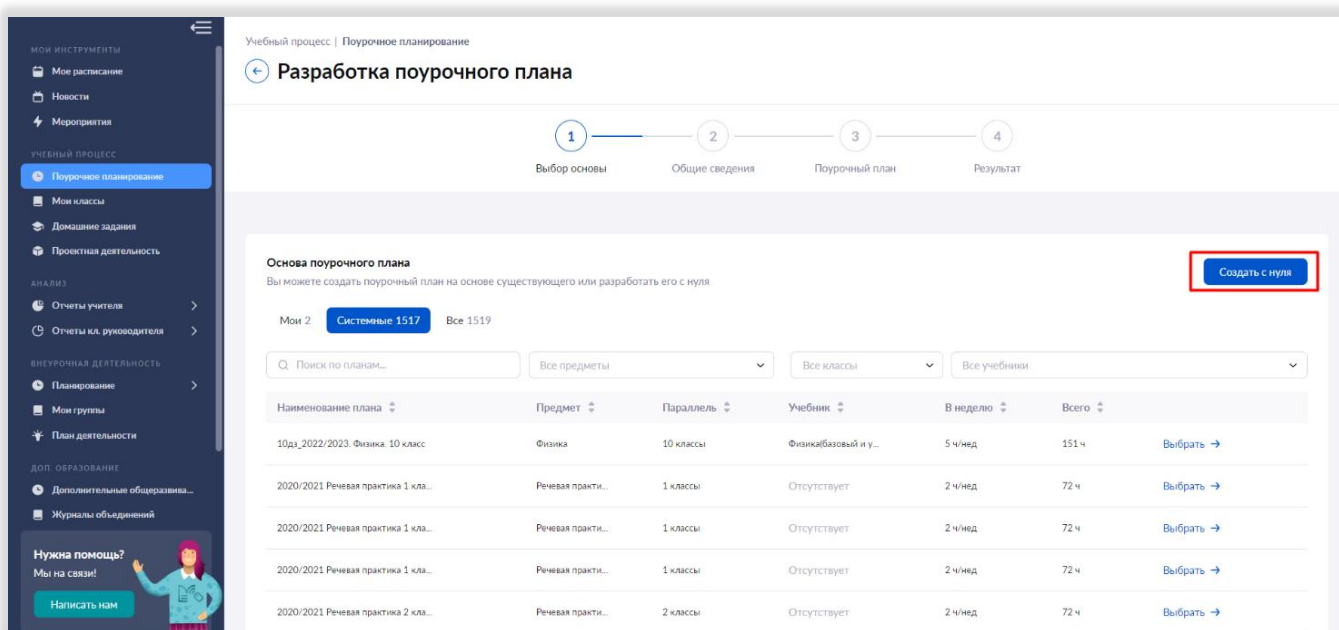 МОИ ИНСТРУМЕНТЫ
Мое расписание
Новости
Мероприятия
УЧЕБНЫЙ ПРОЦЕСС
Поурочное планирование
Мои классы
Домашние задания
Проектная деятельность
АНАЛИЗ
Отчеты учителя
Отчеты кл. руководителя
ВНЕУРОЧНАЯ ДЕЯТЕЛЬНОСТЬ
Планирование
Мои группы
План деятельности
ДОП. ОБРАЗОВАНИЕ
Дополнительные общеразвива...
Журналы объединений
Нужна помощь?
Мы на связи!
Написать нам
Учебный процесс | Поурочное планирование
Разработка поурочного плана
1 2 3 4
Выбор основы Общие сведения Поурочный план Результат
Основа поурочного плана
Вы можете создать поурочный план на основе существующего или разработать его с нуля
Создать с нуля
Мои 2 Системные 1517 Все 1519
Поиск по планам... Все предметы Все классы Все учебники
Наименование плана Предмет Параллель Учебник В неделю Всего
10дз_2022/2023. Физика. 10 класс Физика 10 классы Физика(базовый и у... 5 ч/нед 151 ч Выбрать →
2020/2021 Речевая практика 1 кла... Речевая практи... 1 классы Отсутствует 2 ч/нед 72 ч Выбрать →
2020/2021 Речевая практика 1 кла... Речевая практи... 1 классы Отсутствует 2 ч/нед 72 ч Выбрать →
2020/2021 Речевая практика 1 кла... Речевая практи... 1 классы Отсутствует 2 ч/нед 72 ч Выбрать →
2020/2021 Речевая практика 2 кла... Речевая практи... 2 классы Отсутствует 2 ч/нед 72 ч Выбрать →